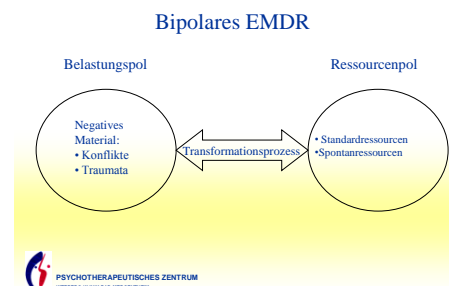 Bipolares EMDR
Belastungspol
Ressourcenpol
Negatives
Material:
• Konflikte
• Traumata
Transformationsprozess
• Standardressourcen
•Spontanressourcen
PSYCHOTHERAPEUTISCHES ZENTRUM